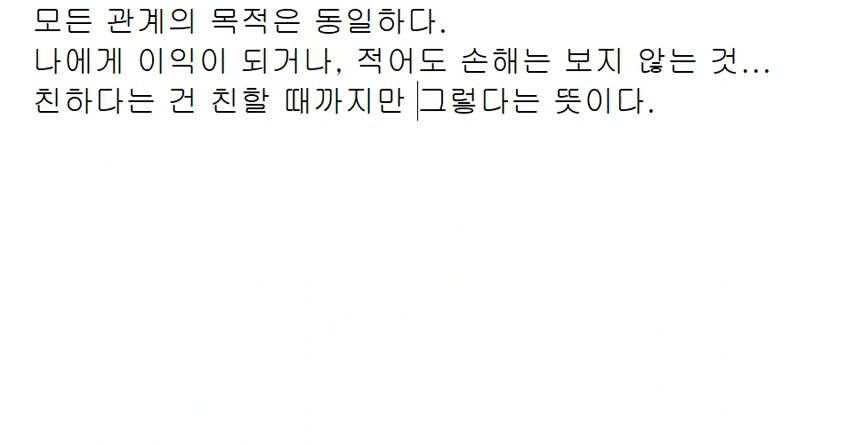 모든 관계의 목적은 동일하다.
나에게 이익이 되거나, 적어도 손해는 보지 않는 것...
친하다는 건 친할 때까지만 그렇다는 뜻이다.